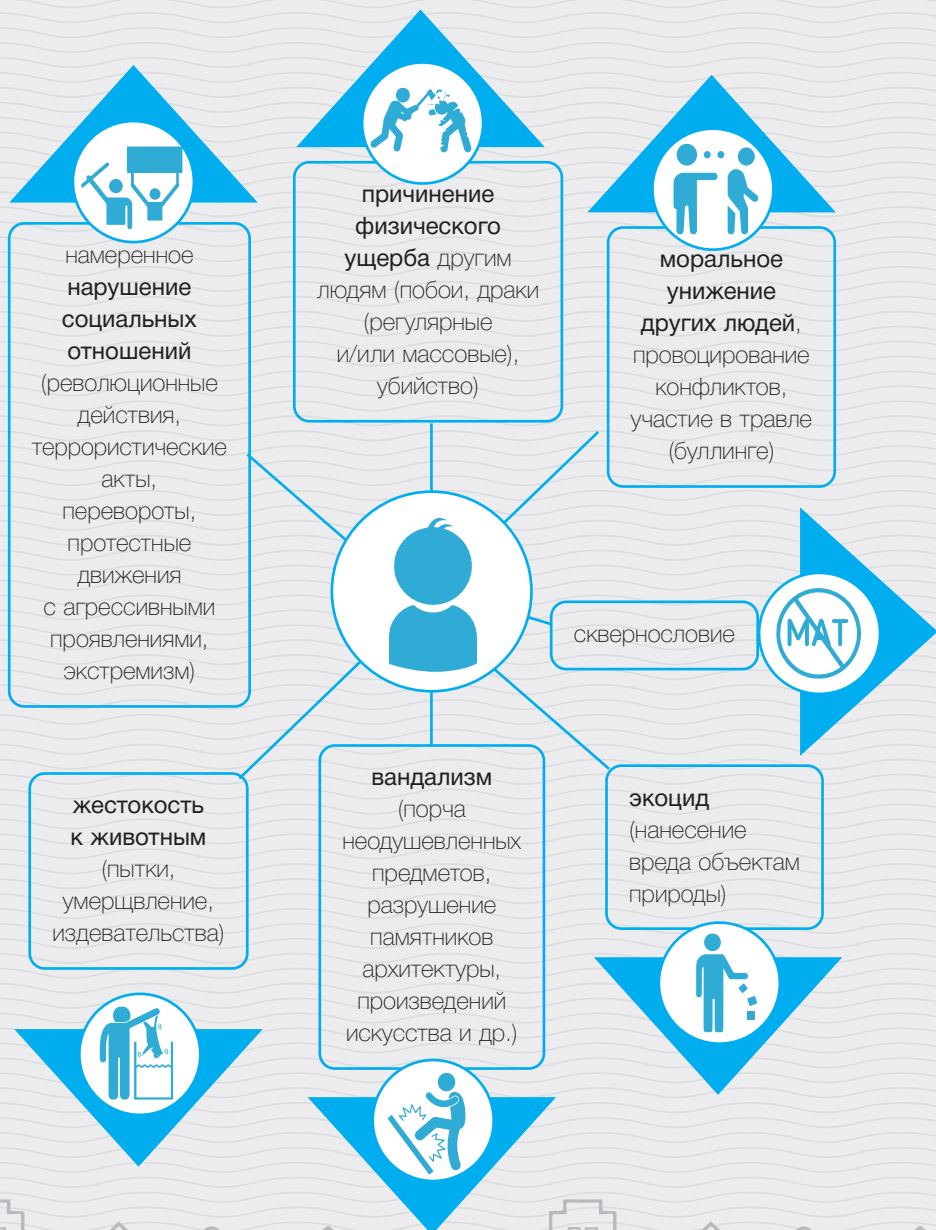 намеренное
нарушение
социальных
отношений
(революционные
действия,
террористические
акты,
перевороты,
протестные
движения
с агрессивными
проявлениями,
экстремизм)
причинение
физического
ущерба другим
людям (побои, драки
(регулярные
и/или массовые),
убийство)
моральное
унижение
других людей,
провоцирование
конфликтов,
участие в травле
(буллинге)
сквернословие
МАТ
жестокость
к животным
(пытки,
умерщвление,
издевательства)
вандализм
(порча
неодушевленных
предметов,
разрушение
памятников
архитектуры,
произведений
искусства и др.)
экоцид
(нанесение
вреда объектам
природы)